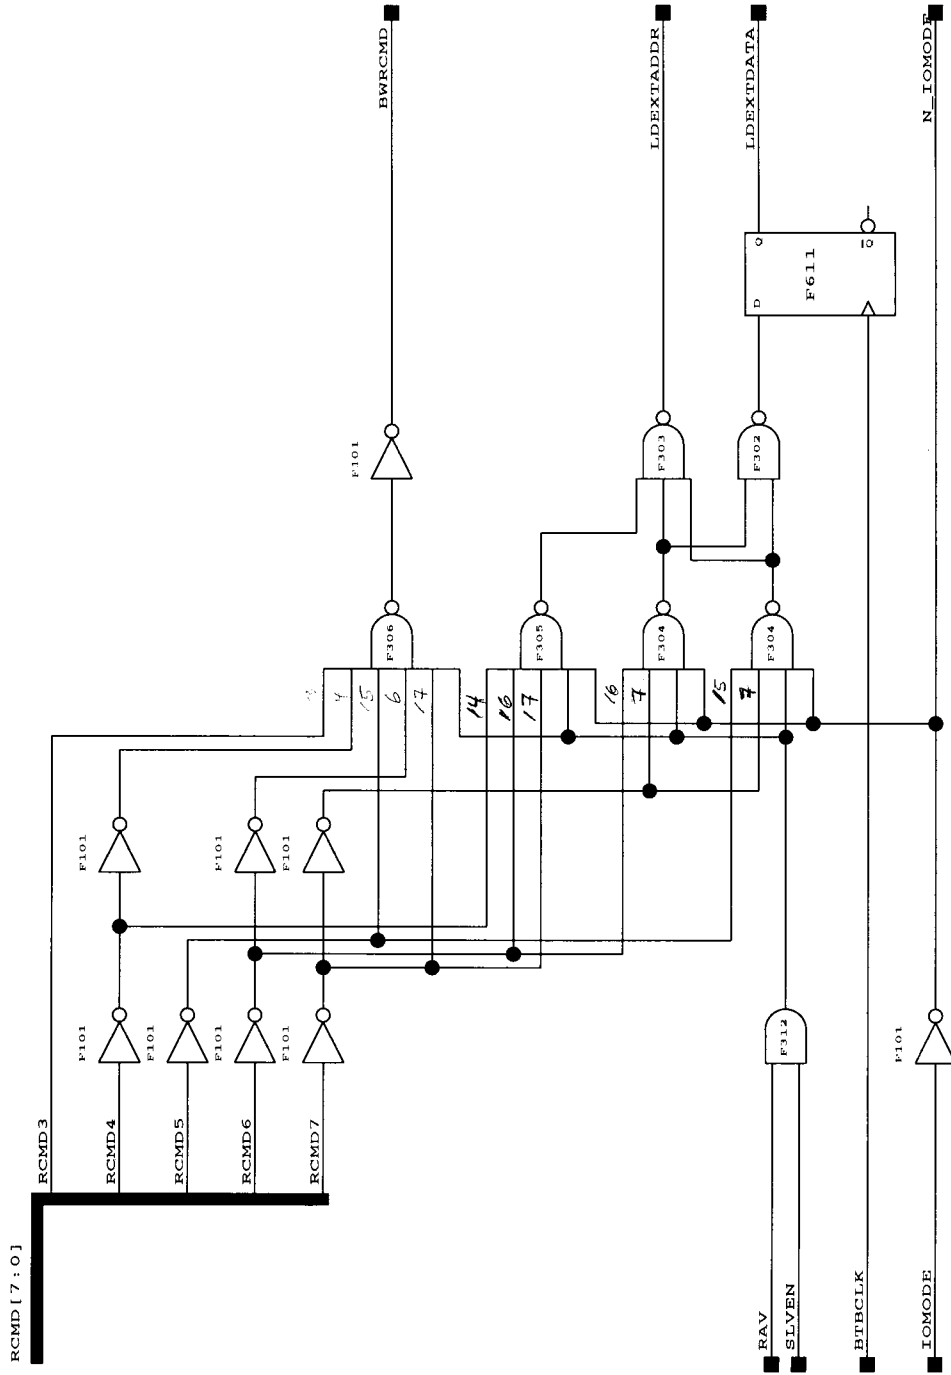 RCMD[7:0]
RCMD3
RCMD4
RCMD5
RCMD6
RCMD7
F101
F101
F101
F101
F101
F101
F101
4
15
6
17
F306
F101
BWRCMD
14
16
17
F305
16
7
F304
F303
LDEXTADDR
15
7
F304
F302
D
Q
F611
LDEXTDATA
RAV
SLVEN
F312
BTBCLK
IOMODE
F101
N_IOMODE